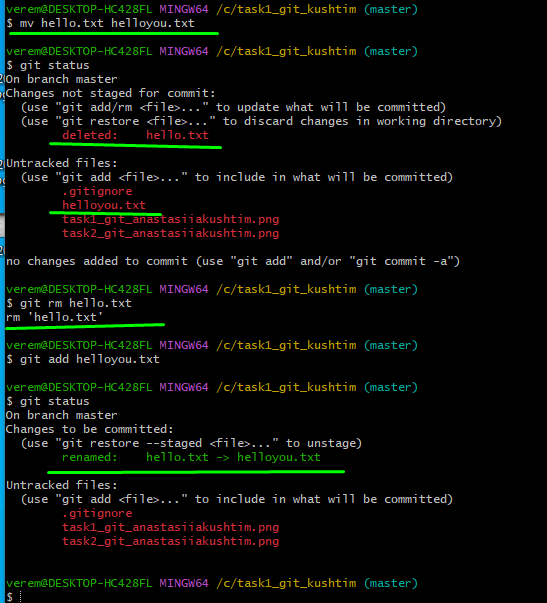 verem@DESKTOP-HC428FL MINGW64 /c/task1_git_kushtim (master)
$ mv hello.txt helloyou.txt
verem@DESKTOP-HC428FL MINGW64 /c/task1_git_kushtim (master)
$ git status
On branch master
Changes not staged for commit:
  (use "git add/rm <file>..." to update what will be committed)
  (use "git restore <file>..." to discard changes in working directory)
        deleted:    hello.txt
Untracked files:
  (use "git add <file>..." to include in what will be committed)
        .gitignore
        helloyou.txt
        task1_git_anastasiiakushtim.png
        task2_git_anastasiiakushtim.png
no changes added to commit (use "git add" and/or "git commit -a")
verem@DESKTOP-HC428FL MINGW64 /c/task1_git_kushtim (master)
$ git rm hello.txt
rm 'hello.txt'
verem@DESKTOP-HC428FL MINGW64 /c/task1_git_kushtim (master)
$ git add helloyou.txt
verem@DESKTOP-HC428FL MINGW64 /c/task1_git_kushtim (master)
$ git status
On branch master
Changes to be committed:
  (use "git restore --staged <file>..." to unstage)
        renamed:    hello.txt -> helloyou.txt
Untracked files:
  (use "git add <file>..." to include in what will be committed)
        .gitignore
        task1_git_anastasiiakushtim.png
        task2_git_anastasiiakushtim.png
verem@DESKTOP-HC428FL MINGW64 /c/task1_git_kushtim (master)
$